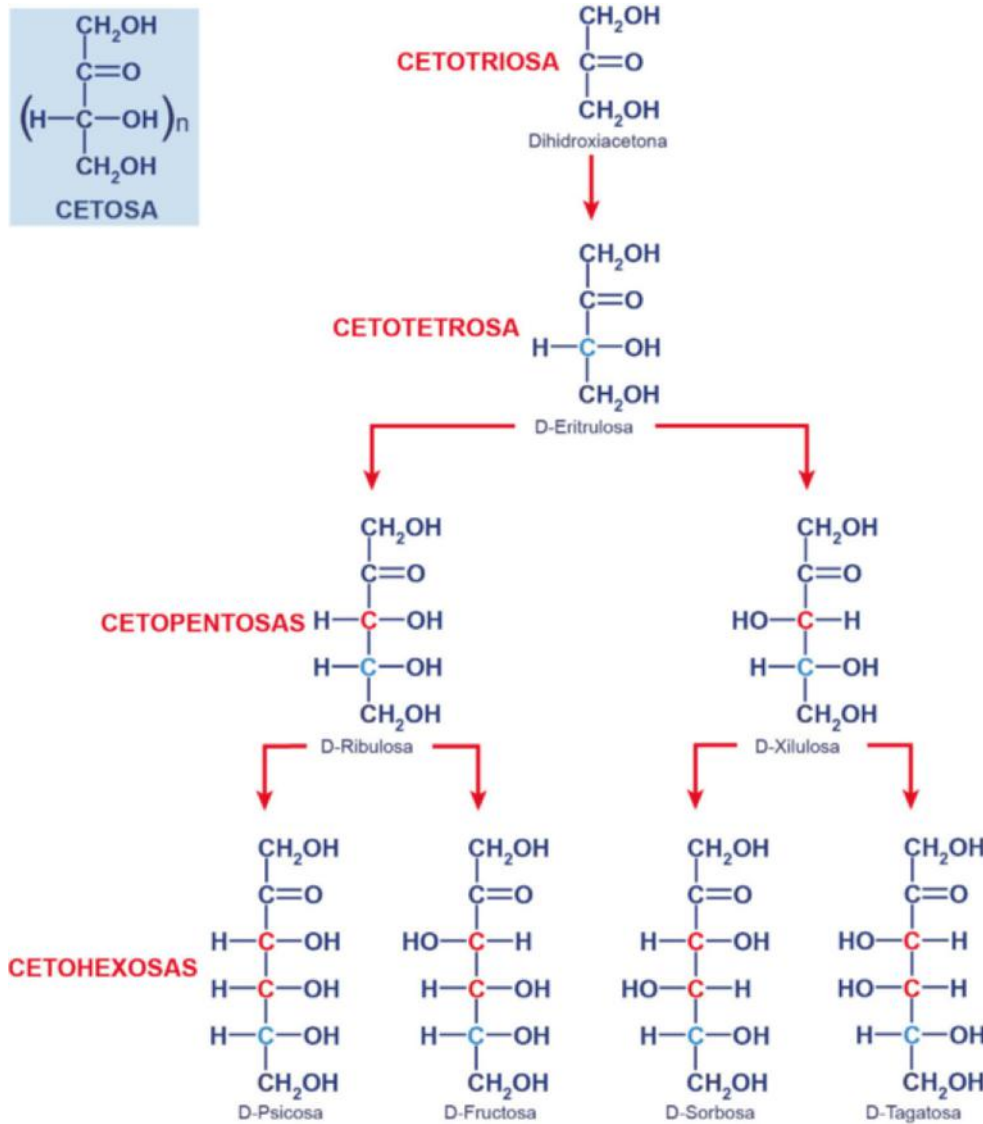 CH₂OH
C=O
(H—C—OH)n
CH₂OH
CETOSA
CH₂OH
CETOTRIOSA C=O
CH₂OH
Dihidroxiacetona
CH₂OH
C=O
CETOTETROSA H—C—OH
CH₂OH
D-Eritrulosa
CH₂OH CH₂OH
C=O C=O
CETOPENTOSAS H—C—OH HO—C—H
H—C—OH H—C—OH
CH₂OH CH₂OH
D-Ribulosa D-Xilulosa
CH₂OH CH₂OH CH₂OH CH₂OH
C=O C=O C=O C=O
H—C—OH HO—C—H H—C—OH HO—C—H
CETOHEXOSAS H—C—OH H—C—OH HO—C—H HO—C—H
H—C—OH H—C—OH H—C—OH H—C—OH
CH₂OH CH₂OH CH₂OH CH₂OH
D-Psicosa D-Fructosa D-Sorbosa D-Tagatosa